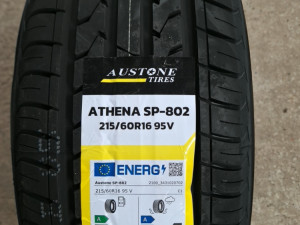 AUSTONE
TIRES
ATHENA SP-802
215/60R16 95V
ENERG
Austone SP-802
215/60R16 95 V
A
A